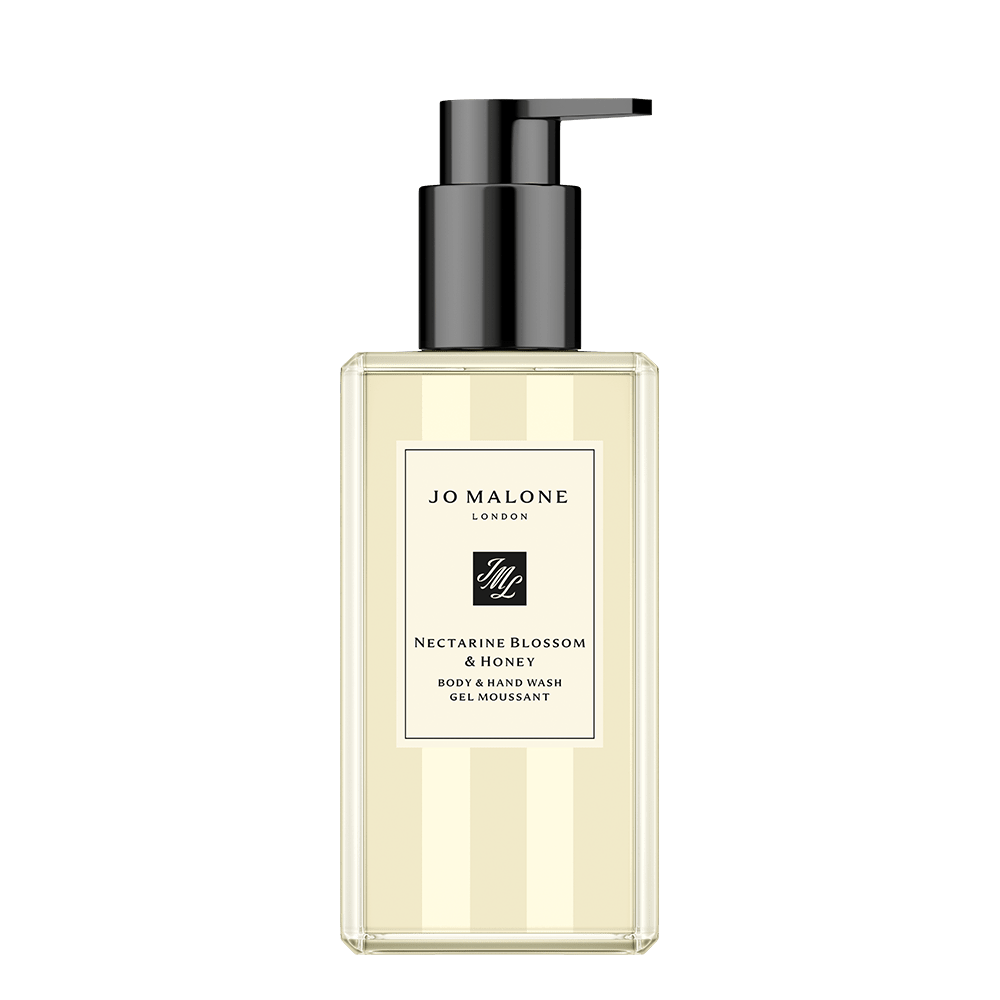 JO MALONE
LONDON
JML
NECTARINE BLOSSOM
& HONEY
BODY & HAND WASH
GEL MOUSSANT